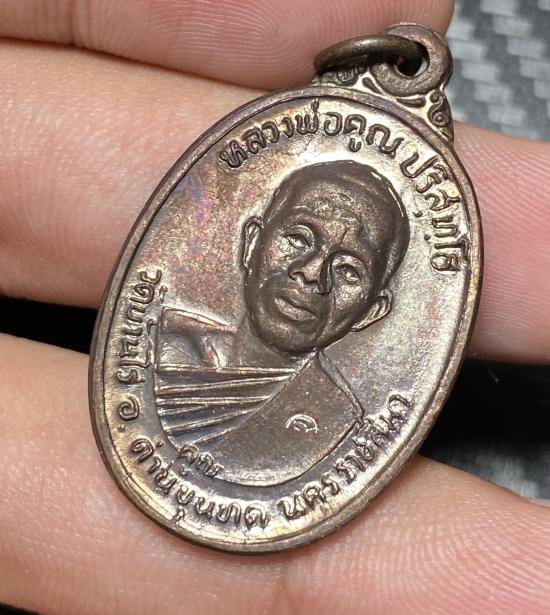 หลวงพ่อคูณ ปริสุทฺโธ
คูณ
วัดบ้านไร่ อ. ด่านขุนทด นครราชสีมา